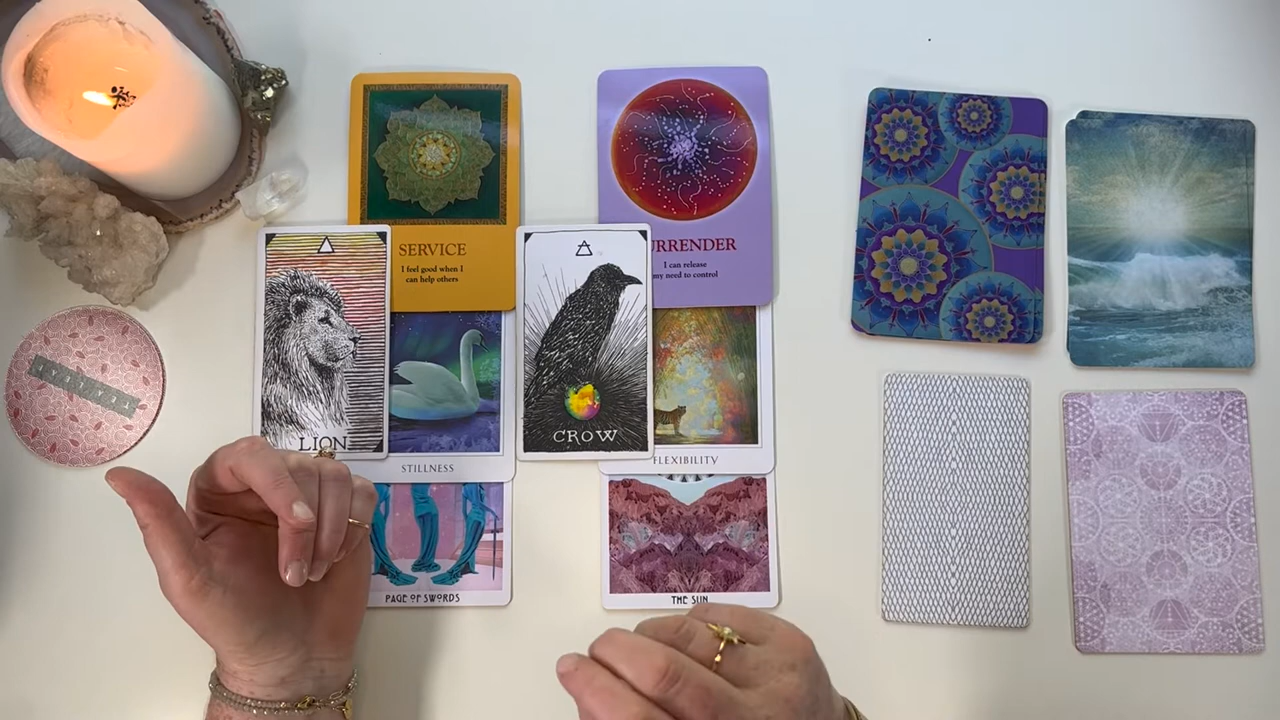 SERVICE
I feel good when I
can help others
URRENDER
I can release
my need to control
LION
CROW
STILLNESS
FLEXIBILITY
PAGE OF SWORDS
THE SUN